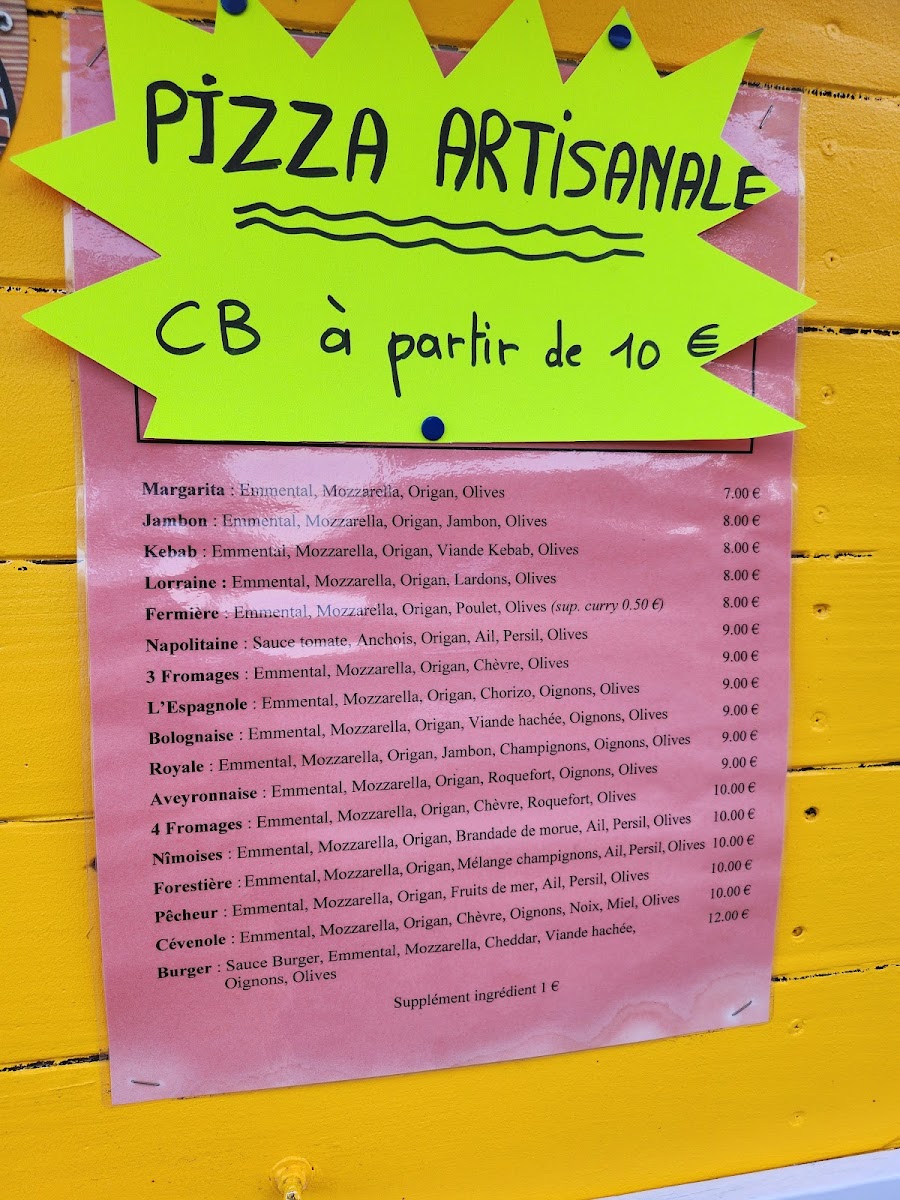 PIZZA ARTISANALE
CB à partir de 10 €
Margarita : Emmental, Mozzarella, Origan, Olives 7.00 €
Jambon : Emmental, Mozzarella, Origan, Jambon, Olives 8.00 €
Kebab : Emmental, Mozzarella, Origan, Viande Kebab, Olives 8.00 €
Lorraine : Emmental, Mozzarella, Origan, Lardons, Olives 8.00 €
Fermière : Emmental, Mozzarella, Origan, Poulet, Olives (sup. curry 0.50 €) 8.00 €
Napolitaine : Sauce tomate, Anchois, Origan, Ail, Persil, Olives 9.00 €
3 Fromages : Emmental, Mozzarella, Origan, Chèvre, Olives 9.00 €
L'Espagnole : Emmental, Mozzarella, Origan, Chorizo, Oignons, Olives 9.00 €
Bolognaise : Emmental, Mozzarella, Origan, Viande hachée, Oignons, Olives 9.00 €
Royale : Emmental, Mozzarella, Origan, Jambon, Champignons, Oignons, Olives 9.00 €
Aveyronnaise : Emmental, Mozzarella, Origan, Roquefort, Oignons, Olives 9.00 €
4 Fromages : Emmental, Mozzarella, Origan, Chèvre, Roquefort, Olives 10.00 €
Nîmoises : Emmental, Mozzarella, Origan, Brandade de morue, Ail, Persil, Olives 10.00 €
Forestière : Emmental, Mozzarella, Origan, Mélange champignons, Ail, Persil, Olives 10.00 €
Pêcheur : Emmental, Mozzarella, Origan, Fruits de mer, Ail, Persil, Olives 10.00 €
Cévenole : Emmental, Mozzarella, Origan, Chèvre, Oignons, Noix, Miel, Olives 10.00 €
Burger : Sauce Burger, Emmental, Mozzarella, Cheddar, Viande hachée, 12.00 €
Oignons, Olives
Supplément ingrédient 1 €